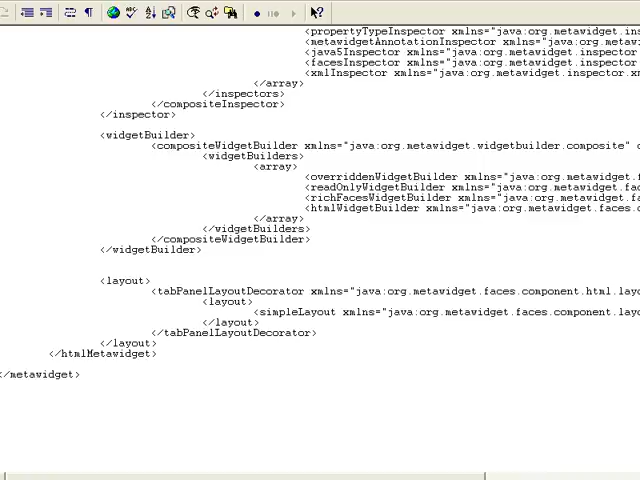 <propertyTypeInspector xmlns="java:org.metawidget.ins
<metawidgetAnnotationInspector xmlns="java:org.metaw
<java5Inspector xmlns="java:org.metawidget.inspector
<facesInspector xmlns="java:org.metawidget.inspector
<xmlInspector xmlns="java:org.metawidget.inspector.xm
</array>
</inspectors>
</compositeInspector>
</inspector>
<widgetBuilder>
<compositeWidgetBuilder xmlns="java:org.metawidget.widgetbuilder.composite" c
<widgetBuilders>
<array>
<overriddenWidgetBuilder xmlns="java:org.metawidget.f
<readOnlyWidgetBuilder xmlns="java:org.metawidget.fac
<richFacesWidgetBuilder xmlns="java:org.metawidget.fa
<htmlWidgetBuilder xmlns="java:org.metawidget.faces.c
</array>
</widgetBuilders>
</compositeWidgetBuilder>
</widgetBuilder>
<layout>
<tabPanelLayoutDecorator xmlns="java:org.metawidget.faces.component.html.layo
<layout>
<simpleLayout xmlns="java:org.metawidget.faces.component.layo
</layout>
</tabPanelLayoutDecorator>
</layout>
</htmlMetawidget>
</metawidget>